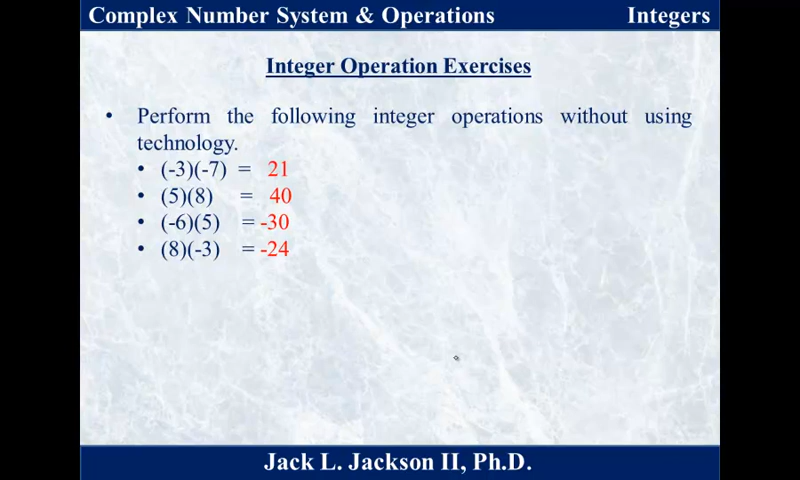 Complex Number System & Operations Integers
Integer Operation Exercises
• Perform the following integer operations without using
technology.
• (-3)(-7) = 21
• (5)(8) = 40
• (-6)(5) = -30
• (8)(-3) = -24
Jack L. Jackson II, Ph.D.